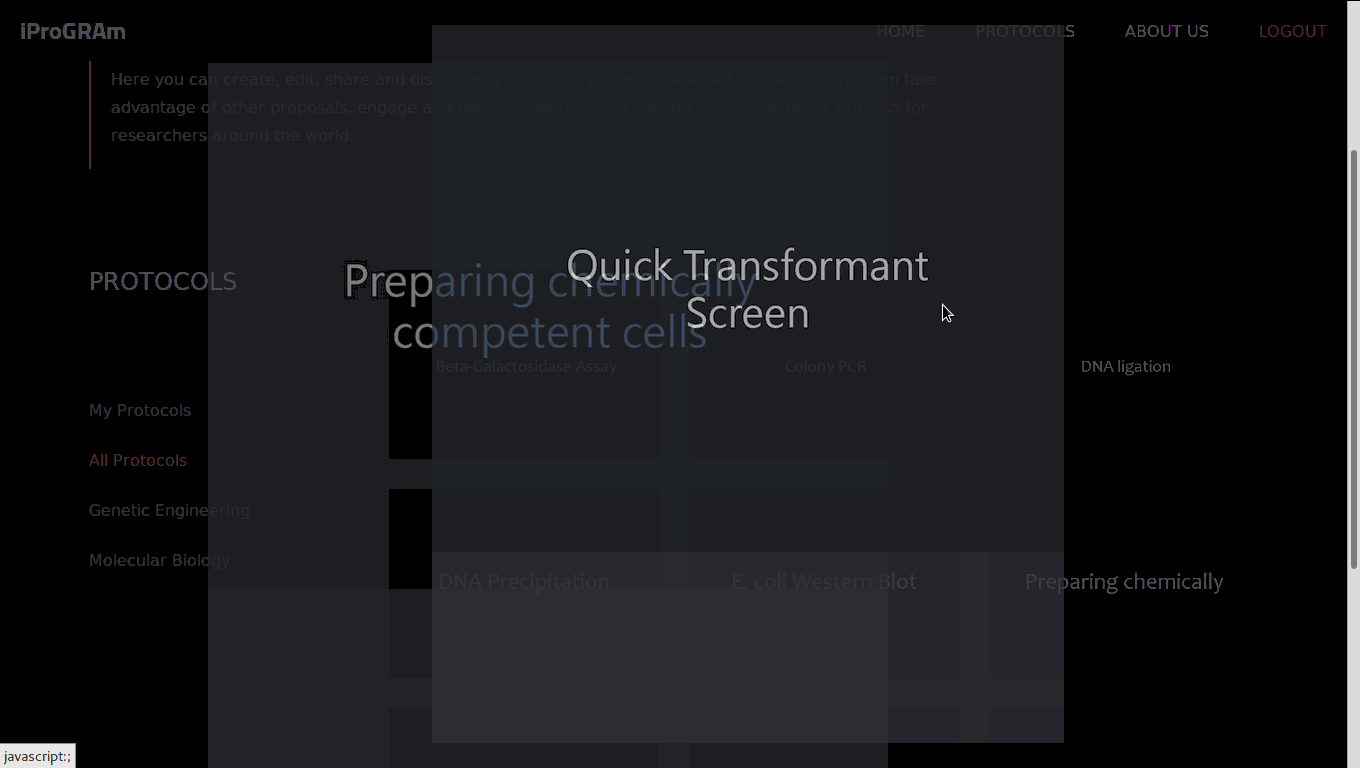 iProGRAm
HOME PROTOCOLS ABOUT US LOGOUT
Here you can create, edit, share and discuss any protocols you are interested in. We hope you can take
advantage of other proposals, engage and propose solutions not only for your iGEM team, but also for
researchers around the world.
PROTOCOLS
Preparing chemically
competent cells
Quick Transformant
Screen
Beta-Galactosidase Assay
Colony PCR
DNA ligation
My Protocols
All Protocols
Genetic Engineering
Molecular Biology
DNA Precipitation
E. coli Western Blot
Preparing chemically
javascript:;